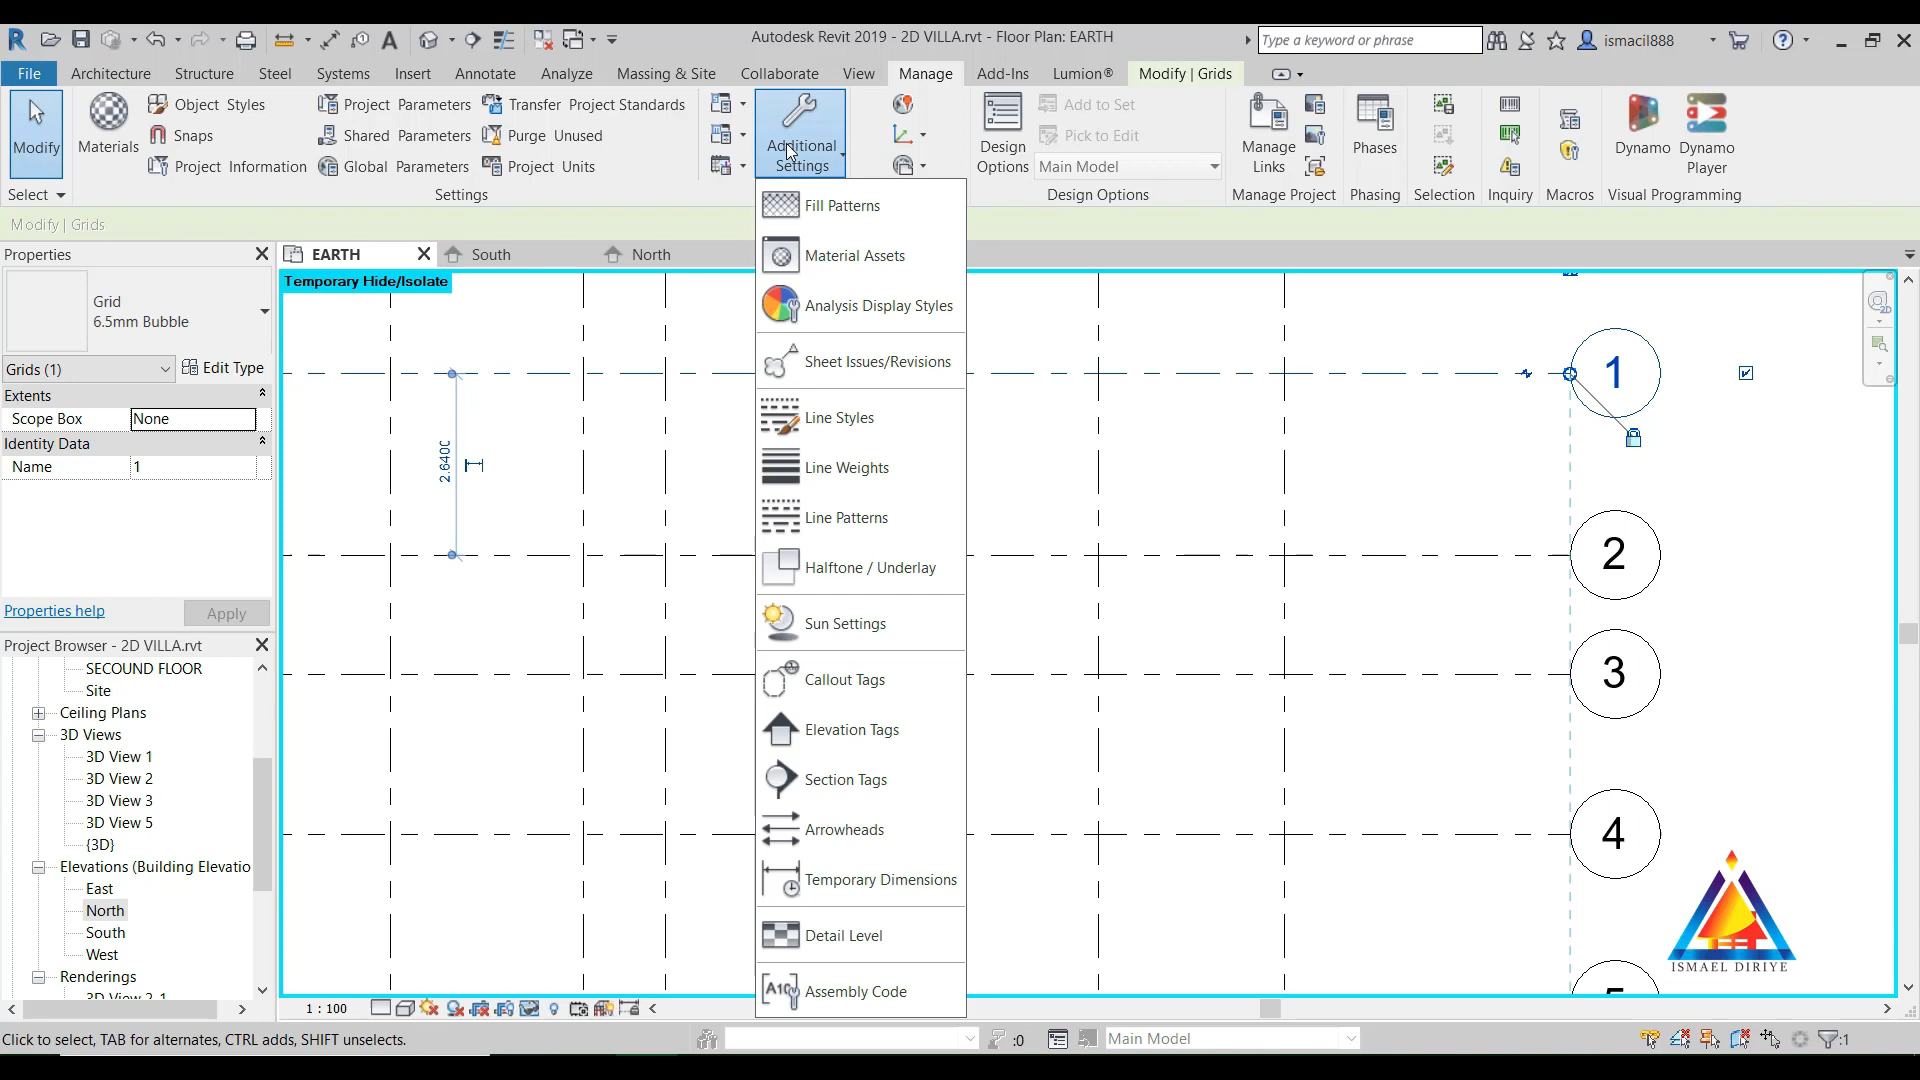 Autodesk Revit 2019 - 2D VILLA.rvt - Floor Plan: EARTH
Type a keyword or phrase
ismacil888
File Architecture Structure Steel Systems Insert Annotate Analyze Massing & Site Collaborate View Manage Add-Ins Lumion® Modify | Grids
Modify
Materials
Object Styles
Snaps
Project Information
Project Parameters
Shared Parameters
Global Parameters
Transfer Project Standards
Purge Unused
Project Units
Additional
Settings
Design
Options
Add to Set
Pick to Edit
Main Model
Manage
Links
Phases
Dynamo
Dynamo
Player
Select Settings Design Options Manage Project Phasing Selection Inquiry Macros Visual Programming
Modify | Grids
Properties
Grid
6.5mm Bubble
Grids (1)
Edit Type
Extents
Scope Box None
Identity Data
Name 1
Properties help
Apply
Project Browser - 2D VILLA.rvt
SECOUND FLOOR
Site
Ceiling Plans
3D Views
3D View 1
3D View 2
3D View 3
3D View 5
{3D}
Elevations (Building Elevatio
East
North
South
West
Renderings
3D View 2_1
EARTH
South
North
Temporary Hide/Isolate
2.6400
Fill Patterns
Material Assets
Analysis Display Styles
Sheet Issues/Revisions
Line Styles
Line Weights
Line Patterns
Halftone / Underlay
Sun Settings
Callout Tags
Elevation Tags
Section Tags
Arrowheads
Temporary Dimensions
Detail Level
Assembly Code
1
2
3
4
5
2D
ISMAEL DIRIYE
1 : 100
Click to select, TAB for alternates, CTRL adds, SHIFT unselects.
:0
Main Model
:1